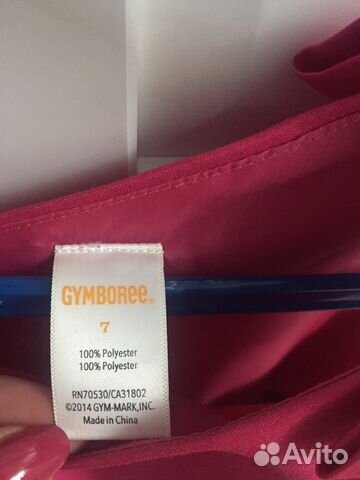 GYMBOREE®
7
100% Polyester
100% Polyester
RN70530/CA31802
©2014 GYM-MARK,INC.
Made in China
Avito